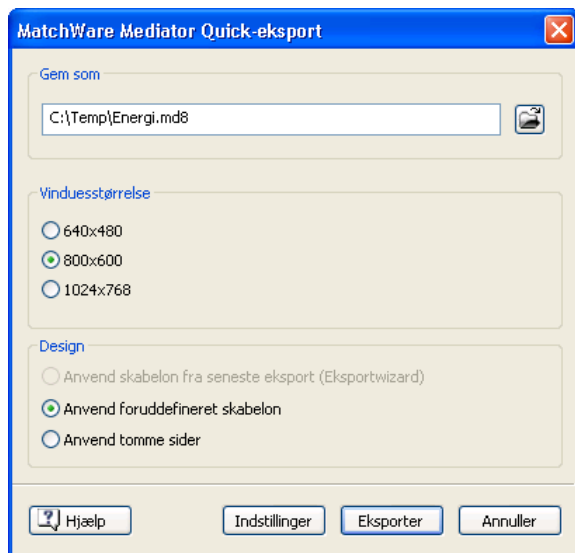 MatchWare Mediator Quick-eksport
Gem som
C:\Temp\Energi.md8
Vinduesstørrelse
640x480
800x600
1024x768
Design
Anvend skabelon fra seneste eksport (Eksportwizard)
Anvend foruddefineret skabelon
Anvend tomme sider
Hjælp Indstillinger Eksporter Annuller